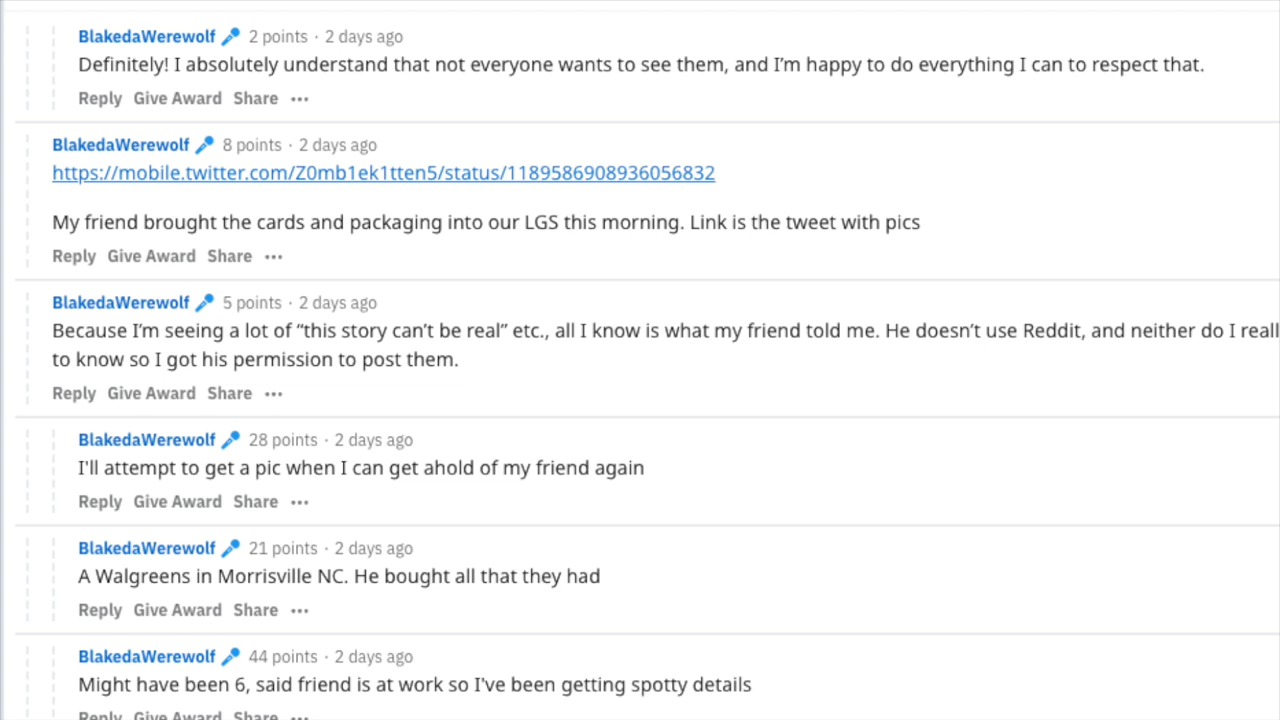 BlakedaWerewolf 2 points · 2 days ago
Definitely! I absolutely understand that not everyone wants to see them, and I’m happy to do everything I can to respect that.
Reply Give Award Share ···
BlakedaWerewolf 8 points · 2 days ago
https://mobile.twitter.com/Z0mb1ek1tten5/status/1189586908936056832
My friend brought the cards and packaging into our LGS this morning. Link is the tweet with pics
Reply Give Award Share ···
BlakedaWerewolf 5 points · 2 days ago
Because I’m seeing a lot of “this story can’t be real” etc., all I know is what my friend told me. He doesn’t use Reddit, and neither do I
to know so I got his permission to post them.
Reply Give Award Share ···
BlakedaWerewolf 28 points · 2 days ago
I'll attempt to get a pic when I can get ahold of my friend again
Reply Give Award Share ···
BlakedaWerewolf 21 points · 2 days ago
A Walgreens in Morrisville NC. He bought all that they had
Reply Give Award Share ···
BlakedaWerewolf 44 points · 2 days ago
Might have been 6, said friend is at work so I've been getting spotty details
Reply Give Award Share ···